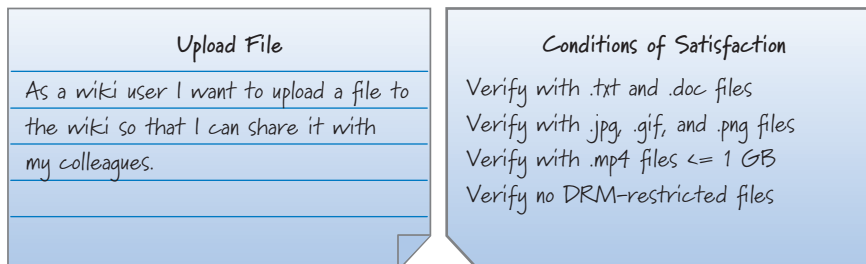 Upload File
As a wiki user I want to upload a file to
the wiki so that I can share it with
my colleagues.
Conditions of Satisfaction
Verify with .txt and .doc files
Verify with .jpg, .gif, and .png files
Verify with .mp4 files <= 1 GB
Verify no DRM-restricted files